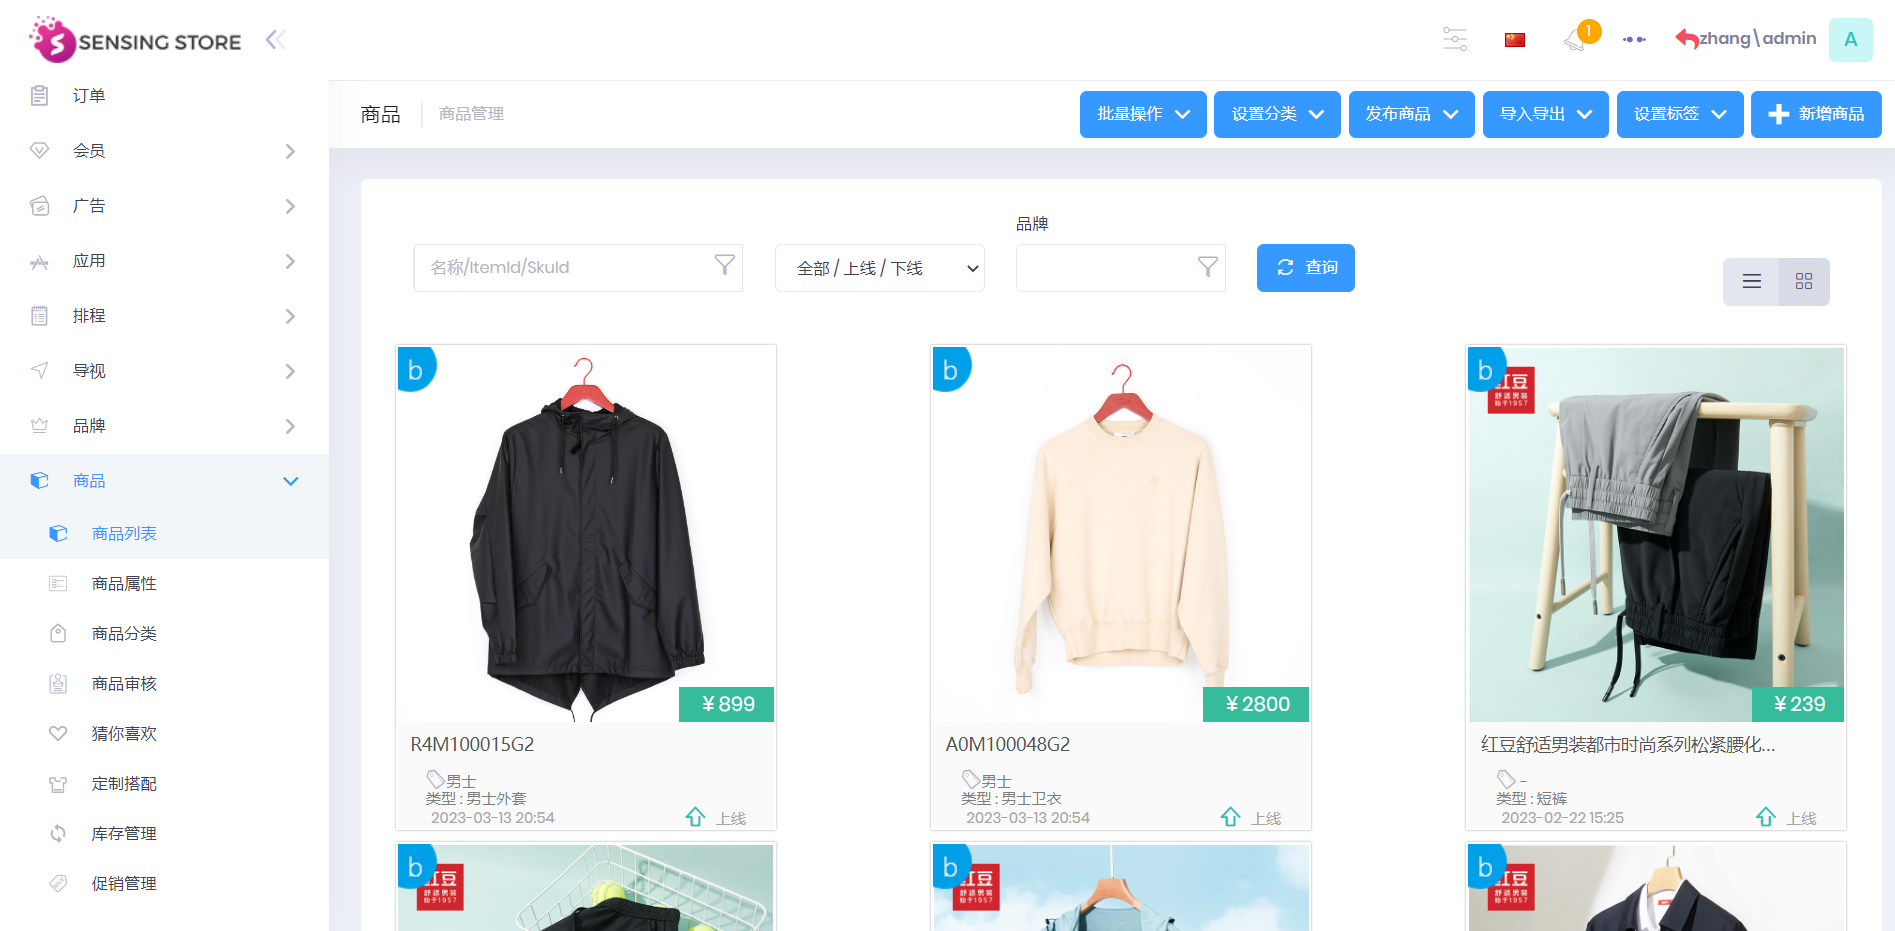 SENSING STORE
1
zhang\admin
A
订单
会员
广告
应用
排程
导视
品牌
商品
商品列表
商品属性
商品分类
商品审核
猜你喜欢
定制搭配
库存管理
促销管理
商品
商品管理
批量操作
设置分类
发布商品
导入导出
设置标签
新增商品
品牌
名称/ItemId/SkuId
全部 / 上线 / 下线
查询
b
¥ 899
R4M100015G2
男士
类型 : 男士外套
2023-03-13 20:54
上线
b
¥ 2800
A0M100048G2
男士
类型 : 男士卫衣
2023-03-13 20:54
上线
b
红豆
舒适男装
始于1957
¥ 239
红豆舒适男装都市时尚系列松紧腰化...
-
类型 : 短裤
2023-02-22 15:25
上线
b
红豆
舒适男装
始于1957
b
红豆
舒适男装
始于1957
b
红豆
舒适男装
始于1957